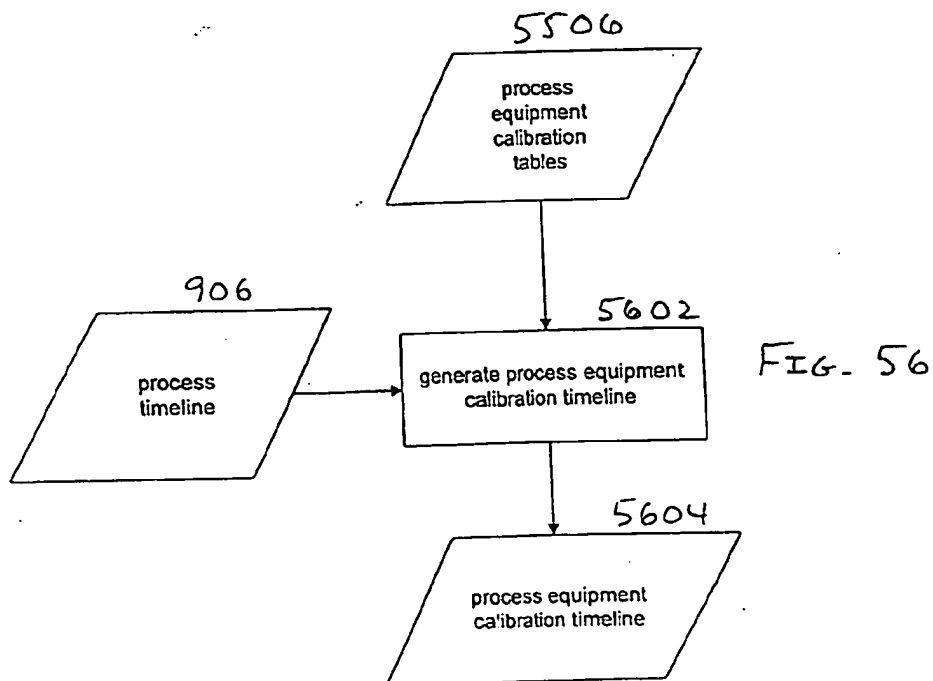 5506
process
equipment
calibration
tables
906
process
timeline
5602
generate process equipment
calibration timeline
FIG. 56
5604
process equipment
calibration timeline